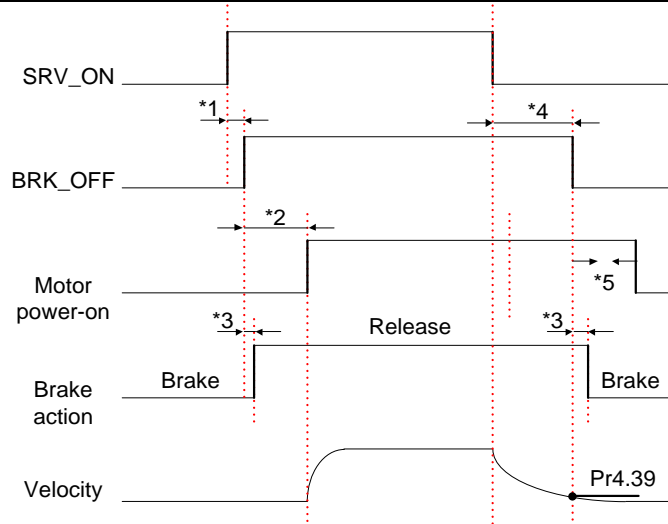 SRV_ON
*1
*4
BRK_OFF
*2
Motor
power-on
*5
*3
Release
*3
Brake
Brake
Brake
action
Velocity
Pr4.39